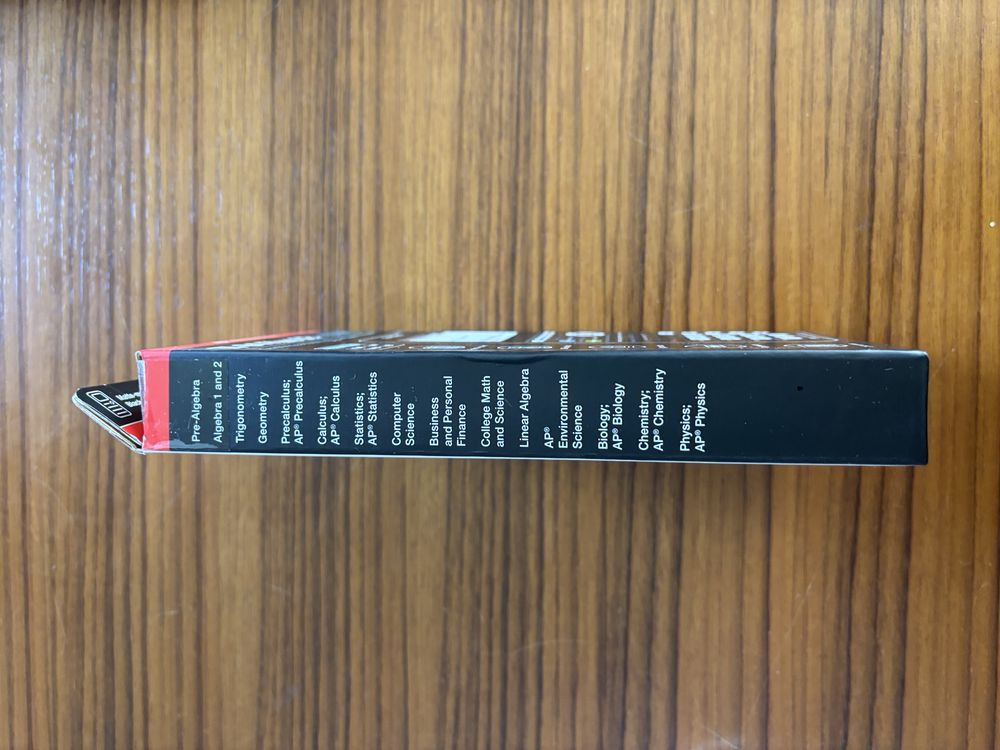 Pre-Algebra
Algebra 1 and 2
Trigonometry
Geometry
Precalculus;
AP® Precalculus
Calculus;
AP® Calculus
Statistics;
AP® Statistics
Computer
Science
Business
and Personal
Finance
College Math
and Science
Linear Algebra
AP®
Environmental
Science
Biology;
AP® Biology
Chemistry;
AP® Chemistry
Physics;
AP® Physics